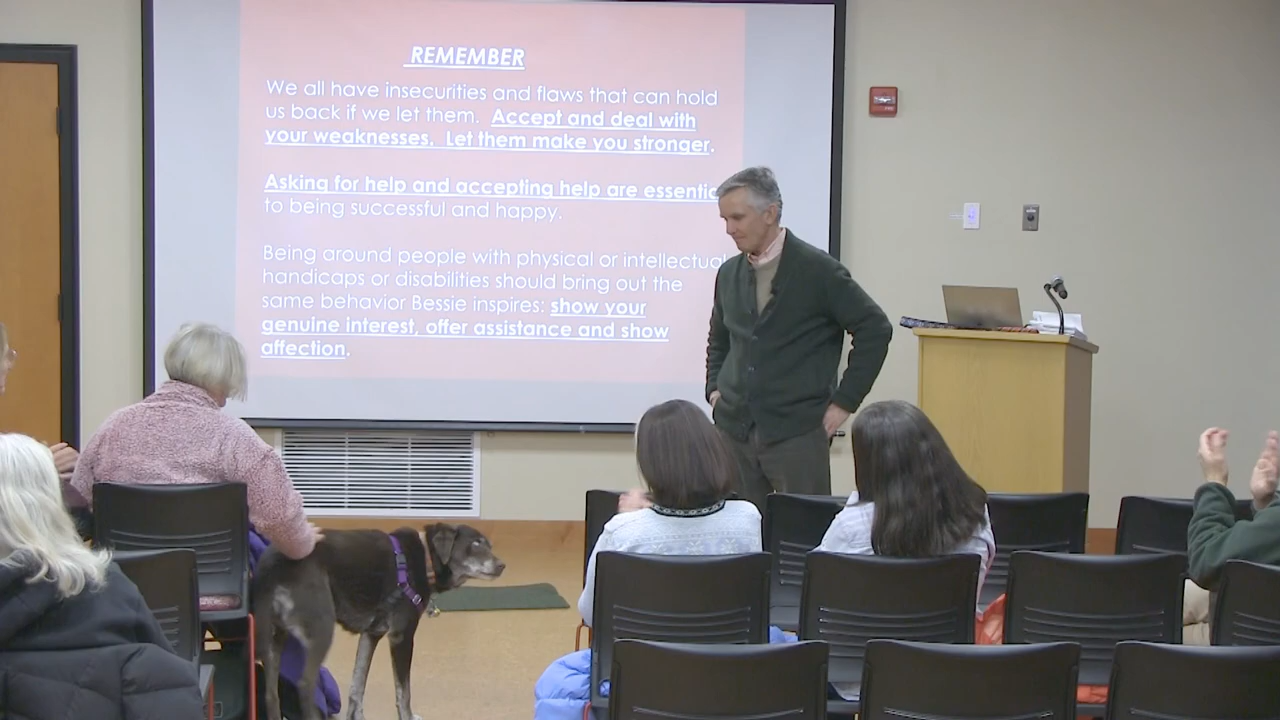 REMEMBER
We all have insecurities and flaws that can hold
us back if we let them. Accept and deal with
your weaknesses. Let them make you stronger.
Asking for help and accepting help are essentia
to being successful and happy.
Being around people with physical or intellectual
handicaps or disabilities should bring out the
same behavior Bessie inspires: show your
genuine interest, offer assistance and show
affection.